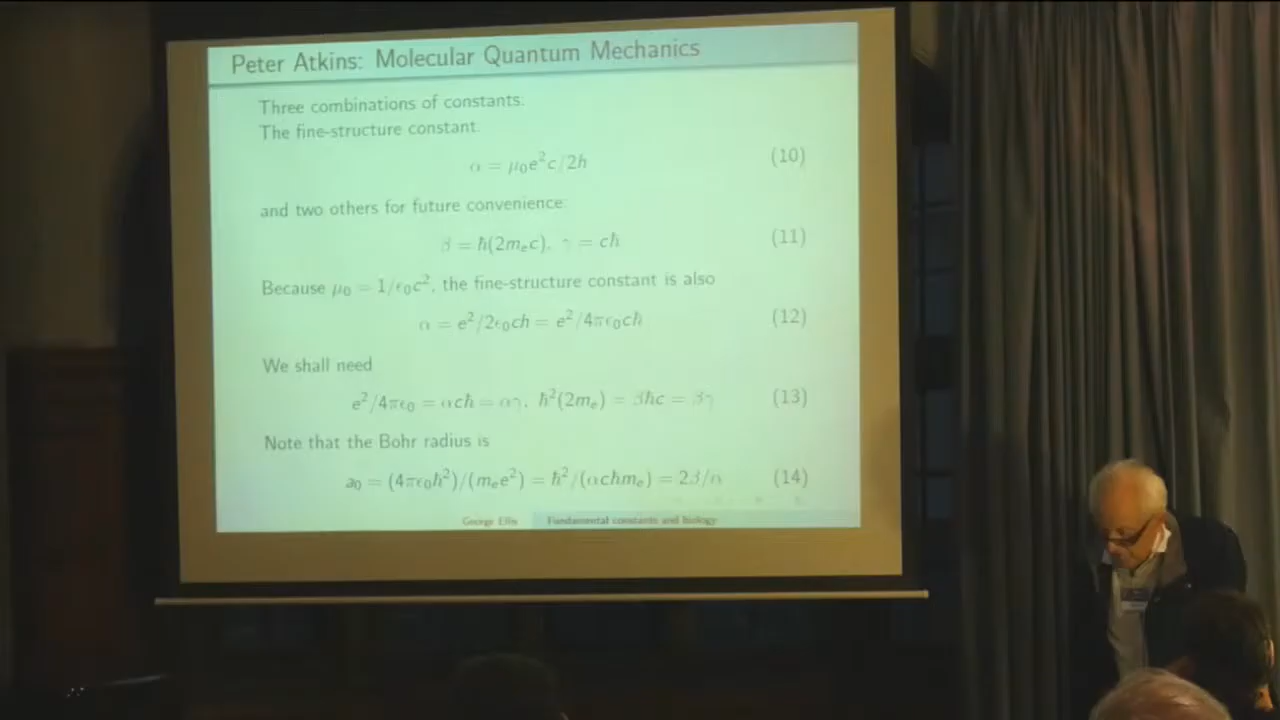 Peter Atkins: Molecular Quantum Mechanics
Three combinations of constants.
The fine-structure constant.
α = μ₀e²c/2h (10)
and two others for future convenience:
β = ħ(2mₑc), γ = cħ (11)
Because μ₀ = 1/ϵ₀c², the fine-structure constant is also
α = e²/2ϵ₀ch = e²/4πϵ₀cħ (12)
We shall need
e²/4πϵ₀ = αcħ = αγ, ħ²(2mₑ) = βħc = βγ (13)
Note that the Bohr radius is
a₀ = (4πϵ₀ħ²)/(mₑe²) = ħ²/(αcħmₑ) = 2β/α (14)
George Ellis Fundamental constants and biology